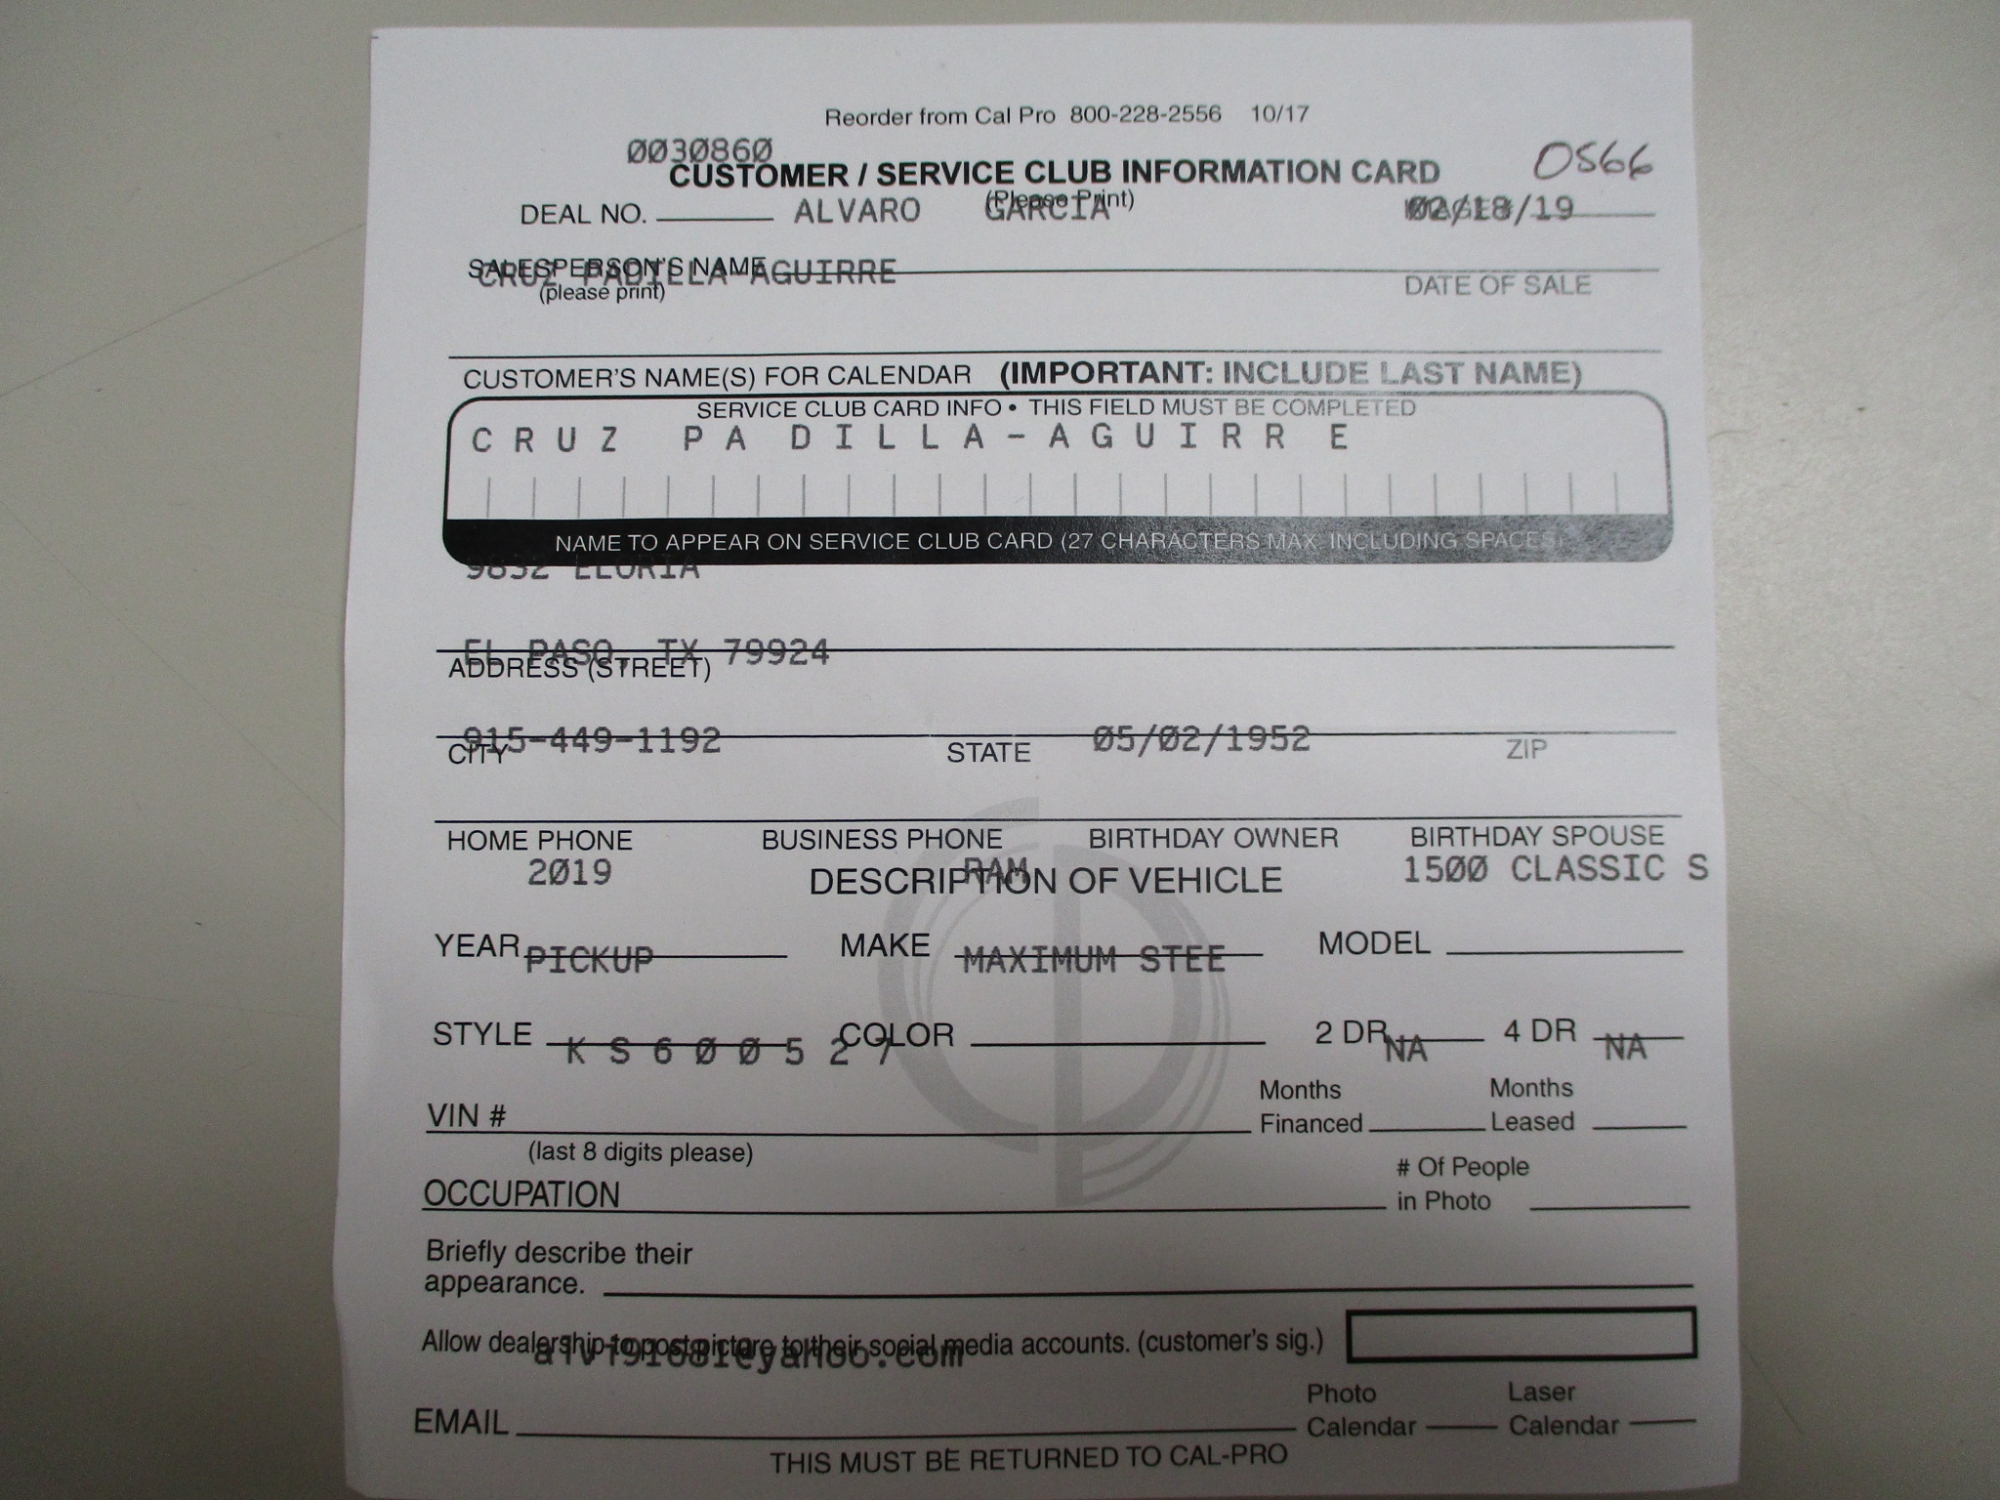 Reorder from Cal Pro 800-228-2556 10/17
0030860
CUSTOMER / SERVICE CLUB INFORMATION CARD 0566
(Please Print)
DEAL NO. ALVARO GARCIA 02/18/19
SALESPERSON'S NAME
CRUZ PADILLA-AGUIRRE
(please print) DATE OF SALE
CUSTOMER'S NAME(S) FOR CALENDAR (IMPORTANT: INCLUDE LAST NAME)
SERVICE CLUB CARD INFO • THIS FIELD MUST BE COMPLETED
CRUZ PADILLA-AGUIRRE
NAME TO APPEAR ON SERVICE CLUB CARD (27 CHARACTERS MAX. INCLUDING SPACES)
EL PASO, TX 79924
ADDRESS (STREET)
915-449-1192 05/02/1952
CITY STATE ZIP
HOME PHONE BUSINESS PHONE BIRTHDAY OWNER BIRTHDAY SPOUSE
2019 RAM 1500 CLASSIC S
DESCRIPTION OF VEHICLE
YEAR MAKE MODEL
PICKUP MAXIMUM STEE
STYLE COLOR 2 DR 4 DR
KS600527 NA NA
Months Months
VIN # Financed Leased
(last 8 digits please)
# Of People
OCCUPATION in Photo
Briefly describe their
appearance.
Allow dealership to post picture to their social media accounts. (customer's sig.)
Photo Laser
EMAIL Calendar Calendar
THIS MUST BE RETURNED TO CAL-PRO